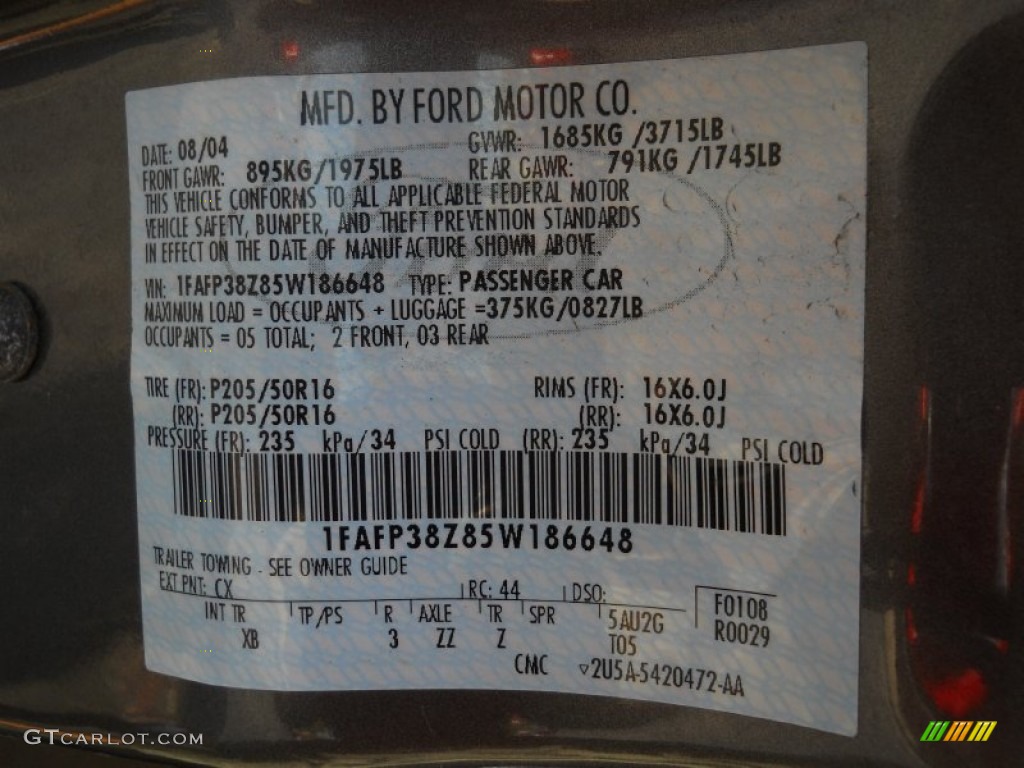 MFD. BY FORD MOTOR CO.
DATE: 08/04 GVWR: 1685KG /3715LB
FRONT GAWR: 895KG/1975LB REAR GAWR: 791KG /1745LB
THIS VEHICLE CONFORMS TO ALL APPLICABLE FEDERAL MOTOR
VEHICLE SAFETY, BUMPER, AND THEFT PREVENTION STANDARDS
IN EFFECT ON THE DATE OF MANUFACTURE SHOWN ABOVE.
VIN: 1FAFP38Z85W186648 TYPE: PASSENGER CAR
MAXIMUM LOAD = OCCUPANTS + LUGGAGE =375KG/0827LB
OCCUPANTS = 05 TOTAL; 2 FRONT, 03 REAR
TIRE (FR): P205/50R16 RIMS (FR): 16X6.0J
(RR): P205/50R16 (RR): 16X6.0J
PRESSURE (FR): 235 kPa/34 PSI COLD (RR): 235 kPa/34 PSI COLD
1FAFP38Z85W186648
TRAILER TOWING - SEE OWNER GUIDE
EXT PNT: CX RC: 44 DSO:
INT TR TP/PS R AXLE TR SPR 5AU2G F0108
XB 3 ZZ Z T05 R0029
CMC 2U5A-5420472-AA
GTCARLOT.COM